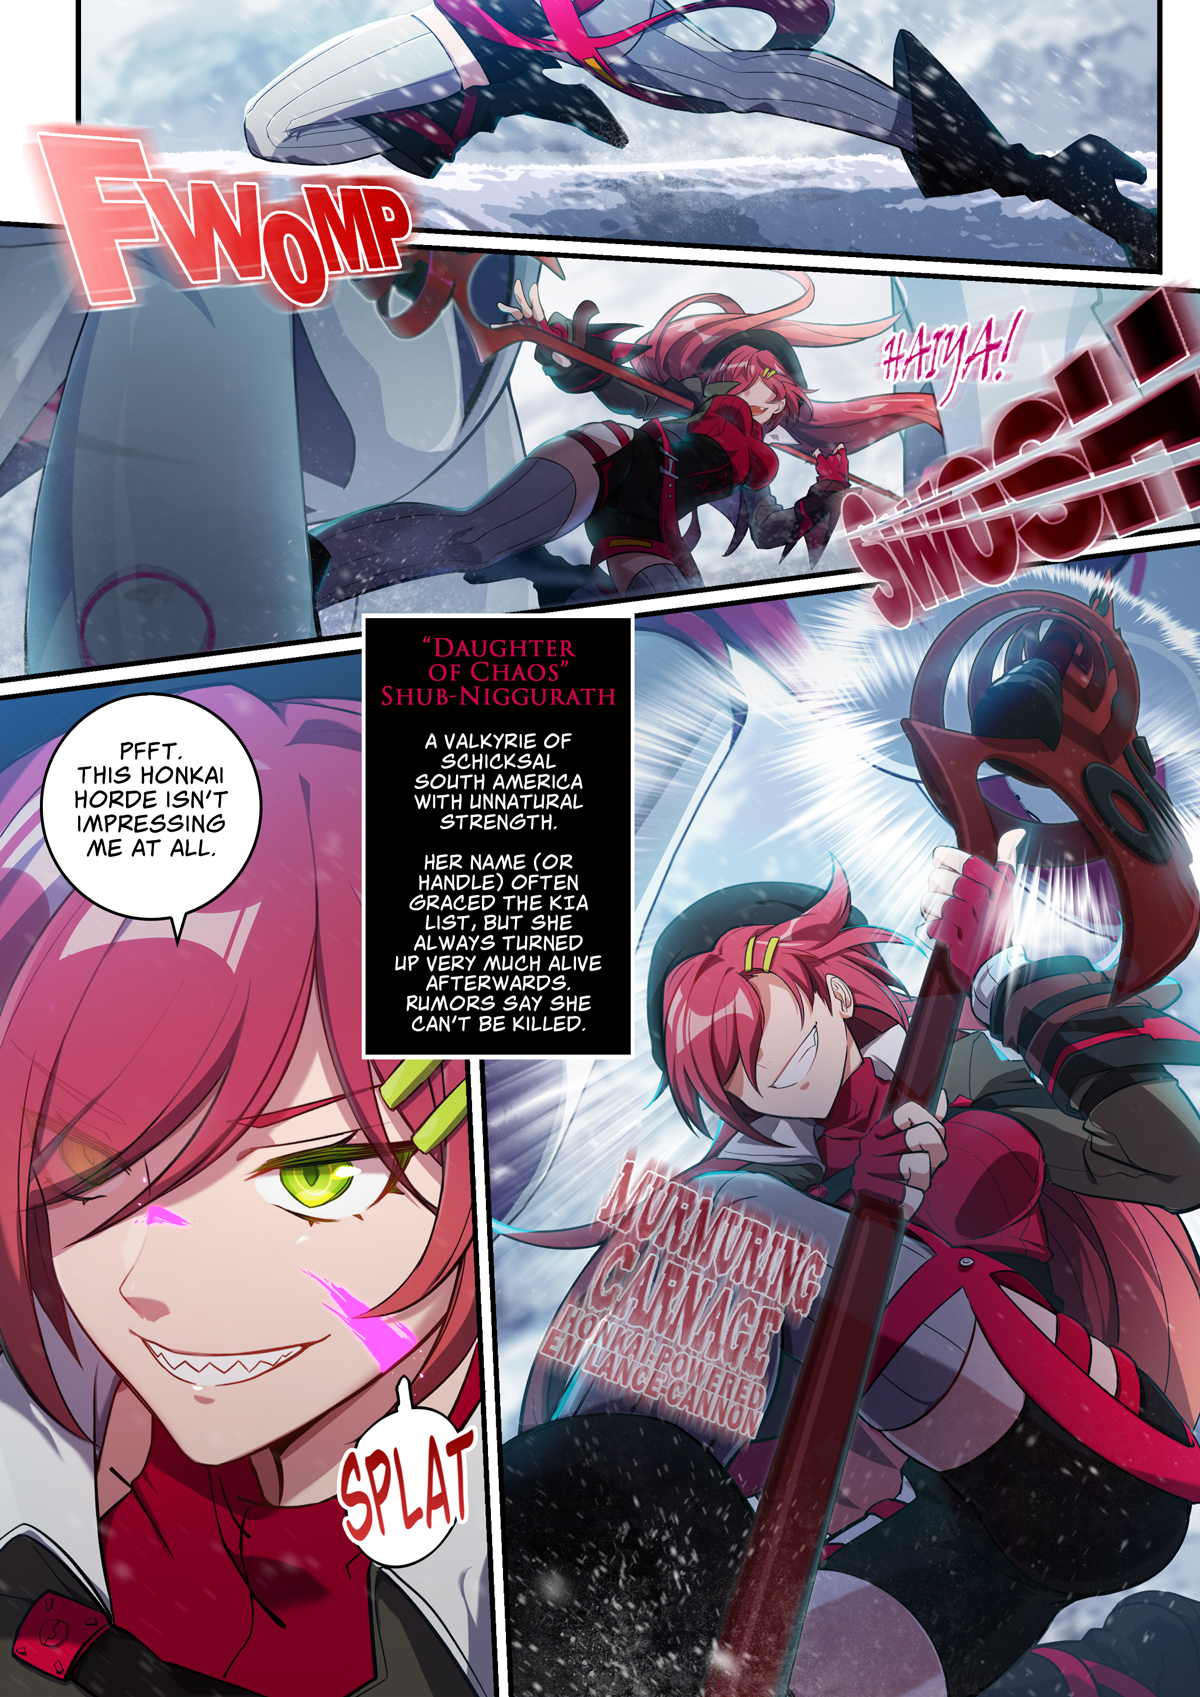 FWOMP
HAIYA!
SWOSH!
"DAUGHTER
OF CHAOS"
SHUB-NIGGURATH
A VALKYRIE OF
SCHICKSAL
SOUTH AMERICA
WITH UNNATURAL
STRENGTH.
HER NAME (OR
HANDLE) OFTEN
GRACED THE KIA
LIST, BUT SHE
ALWAYS TURNED
UP VERY MUCH ALIVE
AFTERWARDS.
RUMORS SAY SHE
CAN'T BE KILLED.
PFFT.
THIS HONKAI
HORDE ISN'T
IMPRESSING
ME AT ALL.
MURMURING
CARNAGE
HONKAI-POWERED
EM LANCE-CANNON
SPLAT